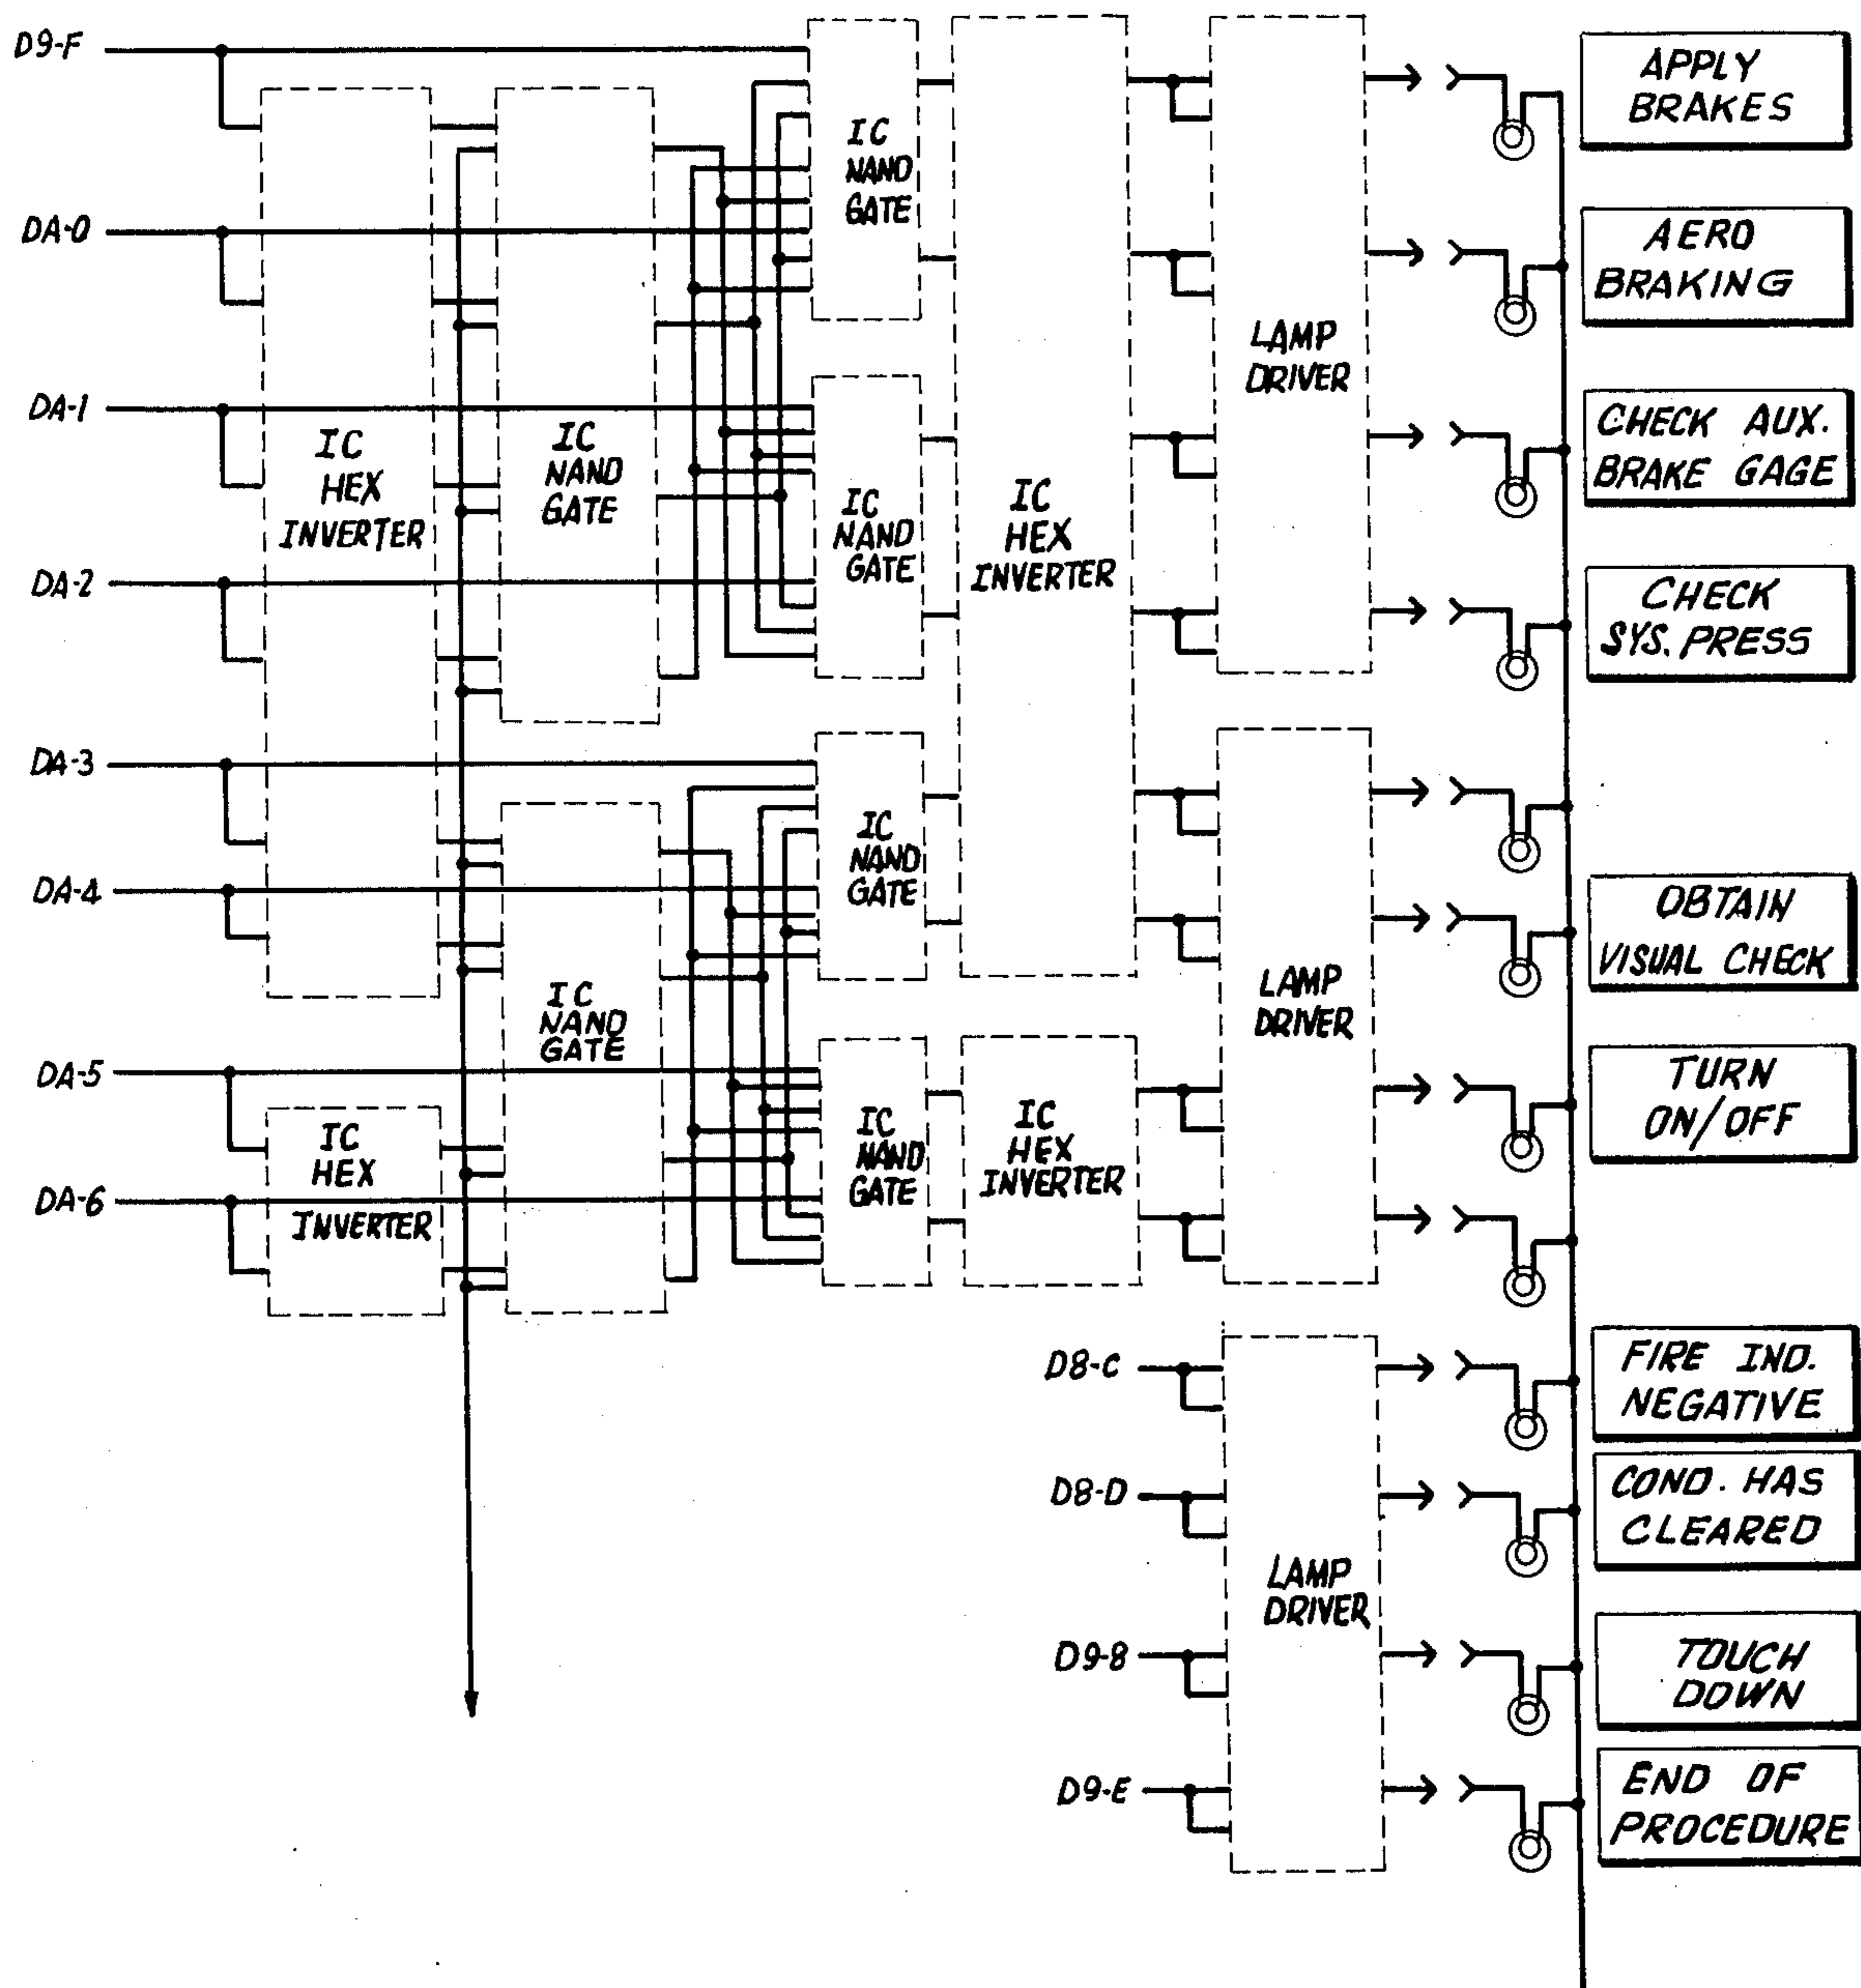 D9-F
DA-0
DA-1
DA-2
DA-3
DA-4
DA-5
DA-6
IC
HEX
INVERTER
IC
HEX
INVERTER
IC
NAND
GATE
IC
NAND
GATE
IC
NAND
GATE
IC
NAND
GATE
IC
NAND
GATE
IC
NAND
GATE
IC
HEX
INVERTER
IC
HEX
INVERTER
D8-C
D8-D
D9-8
D9-E
LAMP
DRIVER
LAMP
DRIVER
LAMP
DRIVER
APPLY
BRAKES
AERO
BRAKING
CHECK AUX.
BRAKE GAGE
CHECK
SYS. PRESS
OBTAIN
VISUAL CHECK
TURN
ON/OFF
FIRE IND.
NEGATIVE
COND. HAS
CLEARED
TOUCH
DOWN
END OF
PROCEDURE